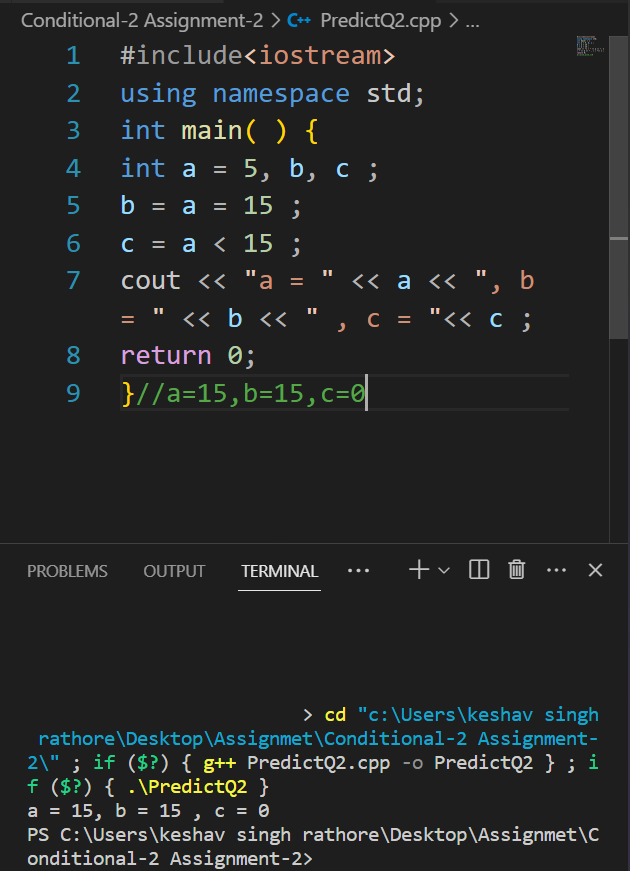 Conditional-2 Assignment-2 > C++ PredictQ2.cpp > ...
1 #include<iostream>
2 using namespace std;
3 int main( ) {
4 int a = 5, b, c ;
5 b = a = 15 ;
6 c = a < 15 ;
7 cout << "a = " << a << ", b
= " << b << " , c = "<< c ;
8 return 0;
9 }//a=15,b=15,c=0
PROBLEMS OUTPUT TERMINAL ...
> cd "c:\Users\keshav singh
rathore\Desktop\Assignmet\Conditional-2 Assignment-
2\" ; if ($?) { g++ PredictQ2.cpp -o PredictQ2 } ; i
f ($?) { .\PredictQ2 }
a = 15, b = 15 , c = 0
PS C:\Users\keshav singh rathore\Desktop\Assignmet\C
onditional-2 Assignment-2>